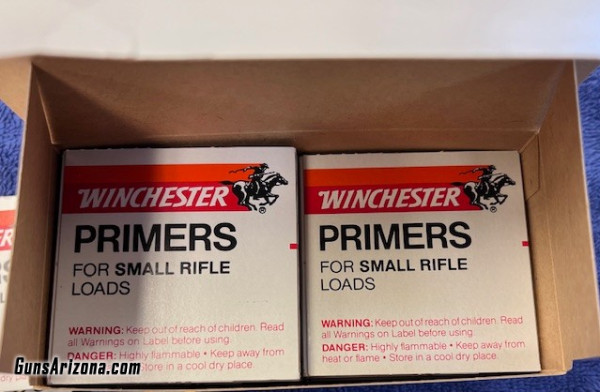 WINCHESTER
PRIMERS
FOR SMALL RIFLE
LOADS
WARNING: Keep out of reach of children. Read
all Warnings on Label before using.
DANGER: Highly flammable • Keep away from
heat or flame • Store in a cool dry place.
WINCHESTER
PRIMERS
FOR SMALL RIFLE
LOADS
WARNING: Keep out of reach of children. Read
all Warnings on Label before using.
DANGER: Highly flammable • Keep away from
heat or flame • Store in a cool dry place.
GunsArizona.com